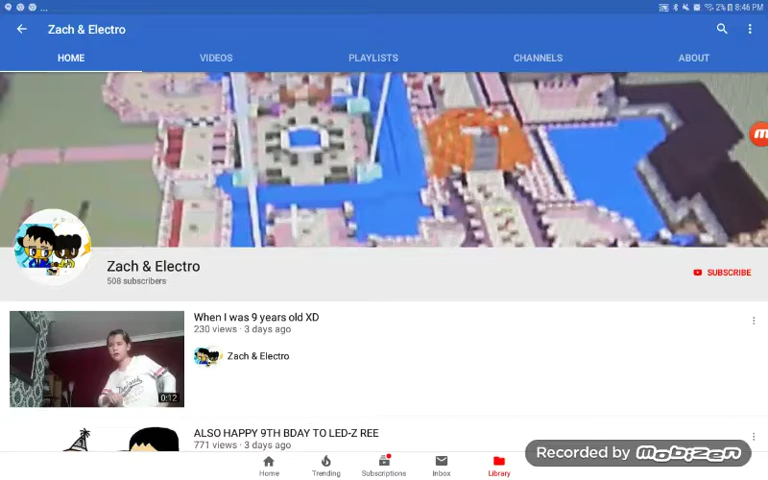 ... 2% 8:46 PM
Zach & Electro
HOME VIDEOS PLAYLISTS CHANNELS ABOUT
Zach & Electro
508 subscribers
SUBSCRIBE
When I was 9 years old XD
230 views · 3 days ago
Zach & Electro
0:12
ALSO HAPPY 9TH BDAY TO LED-Z REE
771 views · 3 days ago
Recorded by mobizen
Home Trending Subscriptions Inbox Library